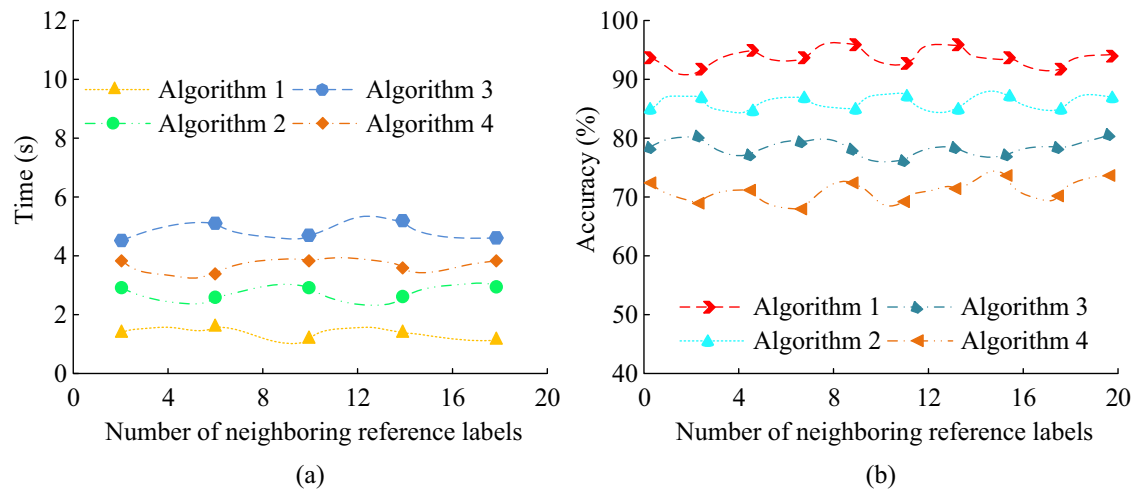 12
10
8
6
4
2
0
Time (s)
Algorithm 1
Algorithm 3
Algorithm 2
Algorithm 4
0
4
8
12
16
20
Number of neighboring reference labels
(a)
100
90
80
70
60
50
40
Accuracy (%)
Algorithm 1
Algorithm 3
Algorithm 2
Algorithm 4
0
4
8
12
16
20
Number of neighboring reference labels
(b)